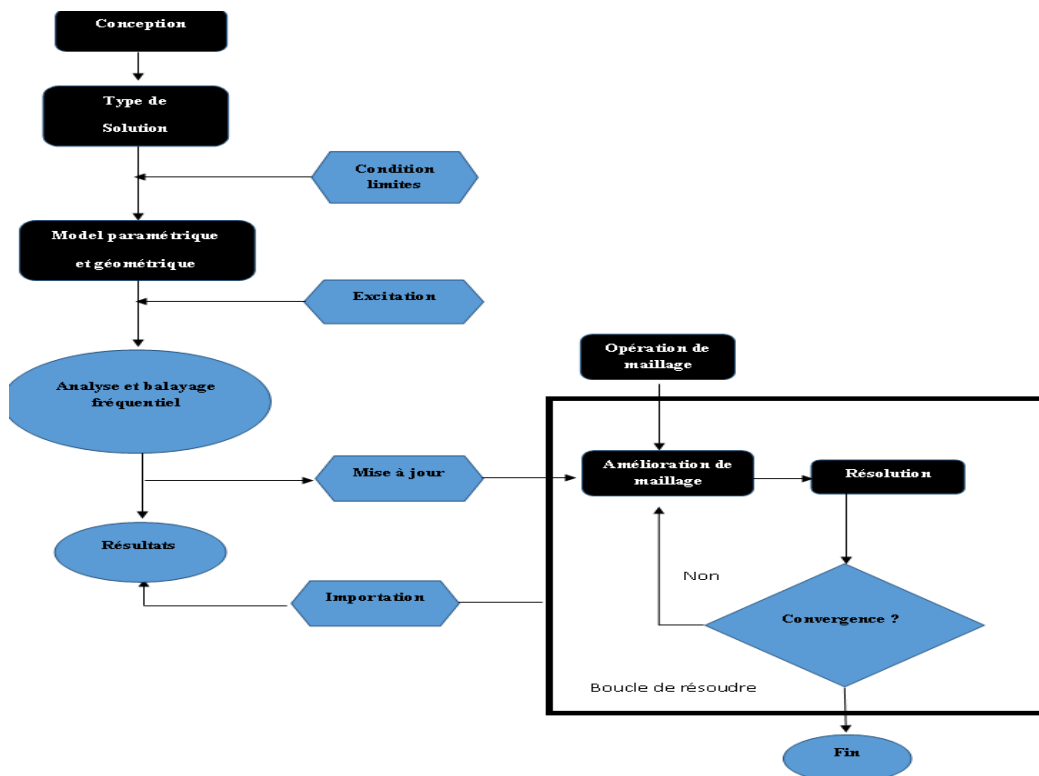 Conception
Type de
Solution
Condition
limites
Model paramétrique
et géométrique
Excitation
Analyse et balayage
fréquentiel
Opération de
maillage
Mise à jour
Amélioration de
maillage
Résolution
Résultats
Importation
Non
Convergence ?
Boucle de résoudre
Fin